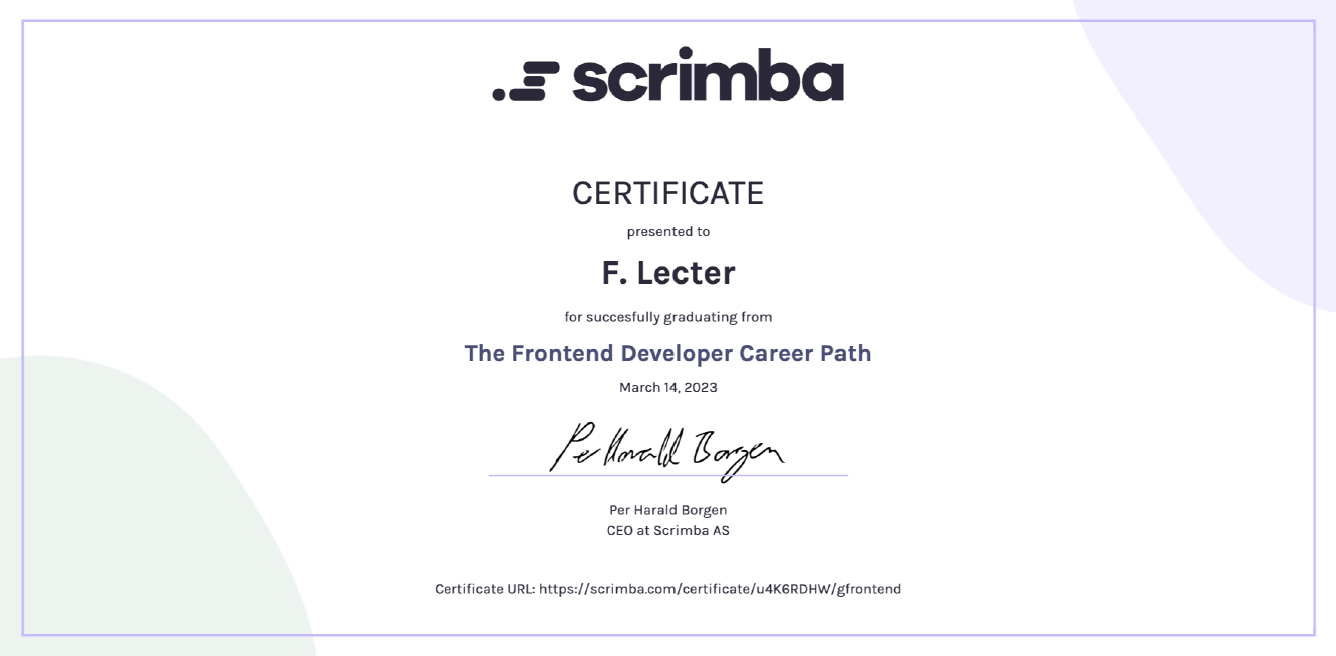 scrimba
CERTIFICATE
presented to
F. Lecter
for succesfully graduating from
The Frontend Developer Career Path
March 14, 2023
Per Harald Borgen
Per Harald Borgen
CEO at Scrimba AS
Certificate URL: https://scrimba.com/certificate/u4K6RDHW/gfrontend